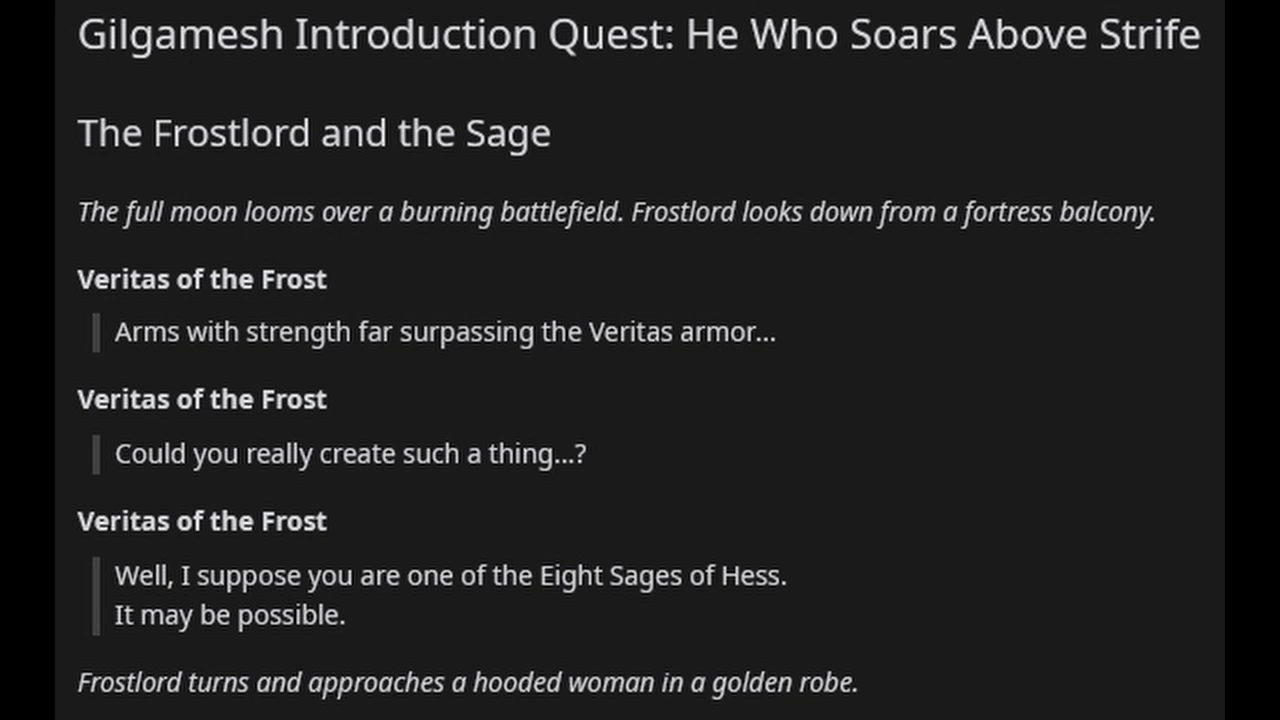 Gilgamesh Introduction Quest: He Who Soars Above Strife
The Frostlord and the Sage
The full moon looms over a burning battlefield. Frostlord looks down from a fortress balcony.
Veritas of the Frost
Arms with strength far surpassing the Veritas armor...
Veritas of the Frost
Could you really create such a thing...?
Veritas of the Frost
Well, I suppose you are one of the Eight Sages of Hess.
It may be possible.
Frostlord turns and approaches a hooded woman in a golden robe.